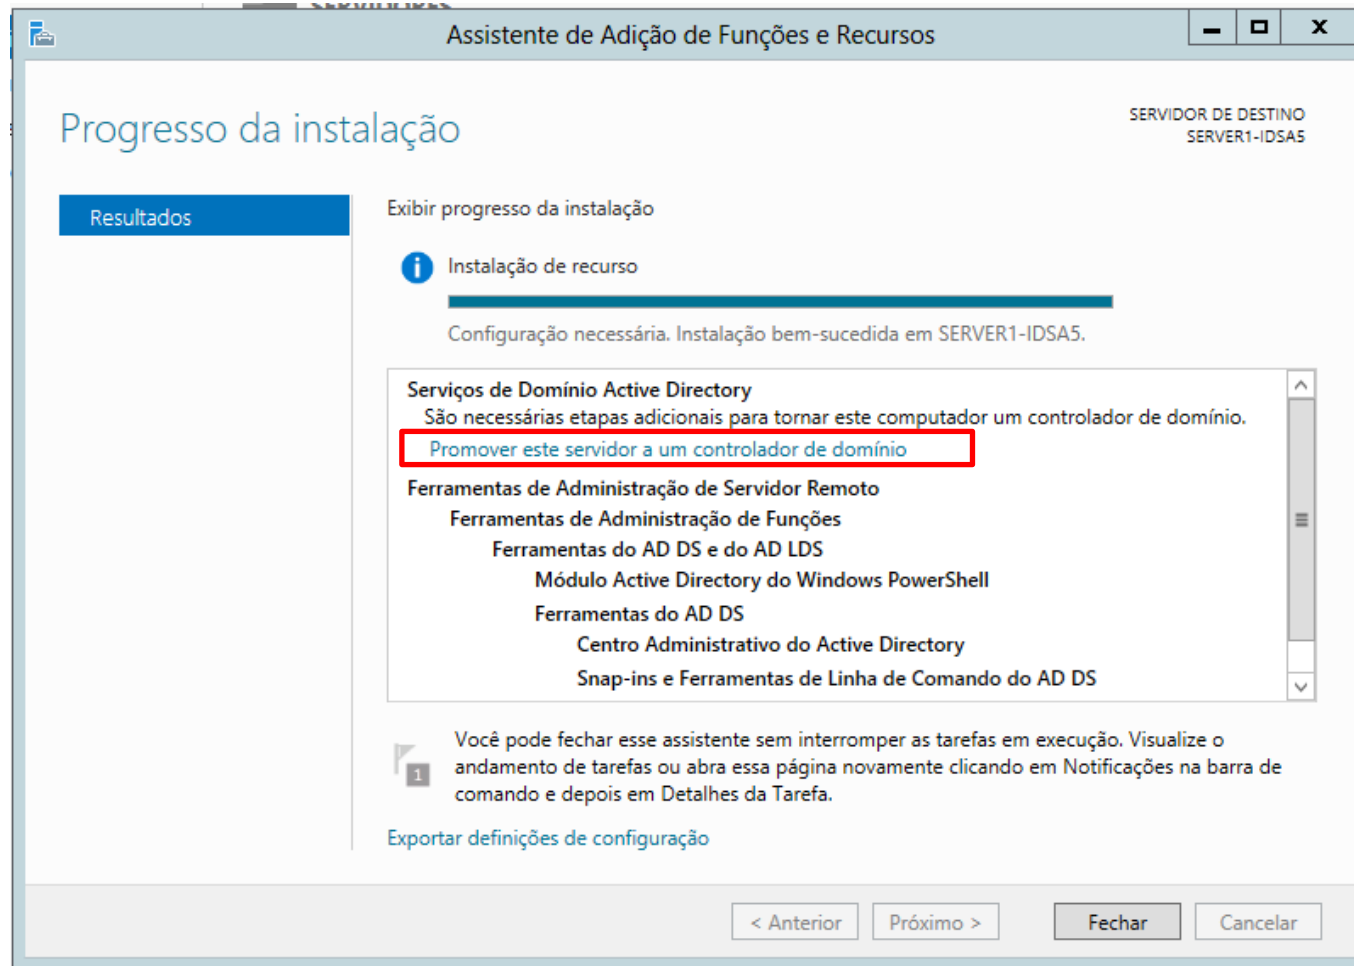 SERVIDORES
Assistente de Adição de Funções e Recursos
Progresso da instalação
SERVIDOR DE DESTINO
SERVER1-IDSA5
Resultados
Exibir progresso da instalação
Instalação de recurso
Configuração necessária. Instalação bem-sucedida em SERVER1-IDSA5.
Serviços de Domínio Active Directory
São necessárias etapas adicionais para tornar este computador um controlador de domínio.
Promover este servidor a um controlador de domínio
Ferramentas de Administração de Servidor Remoto
Ferramentas de Administração de Funções
Ferramentas do AD DS e do AD LDS
Módulo Active Directory do Windows PowerShell
Ferramentas do AD DS
Centro Administrativo do Active Directory
Snap-ins e Ferramentas de Linha de Comando do AD DS
1
Você pode fechar esse assistente sem interromper as tarefas em execução. Visualize o
andamento de tarefas ou abra essa página novamente clicando em Notificações na barra de
comando e depois em Detalhes da Tarefa.
Exportar definições de configuração
< Anterior
Próximo >
Fechar
Cancelar